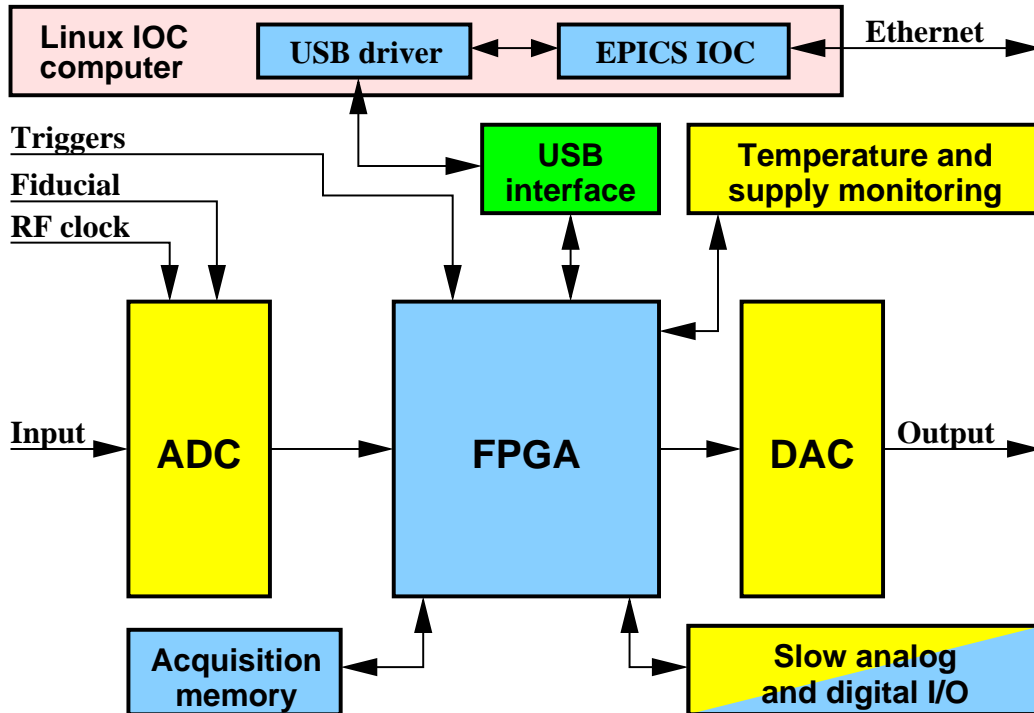 Linux IOC
computer
USB driver
EPICS IOC
Ethernet
Triggers
Fiducial
RF clock
USB
interface
Temperature and
supply monitoring
Input
ADC
FPGA
DAC
Output
Acquisition
memory
Slow analog
and digital I/O